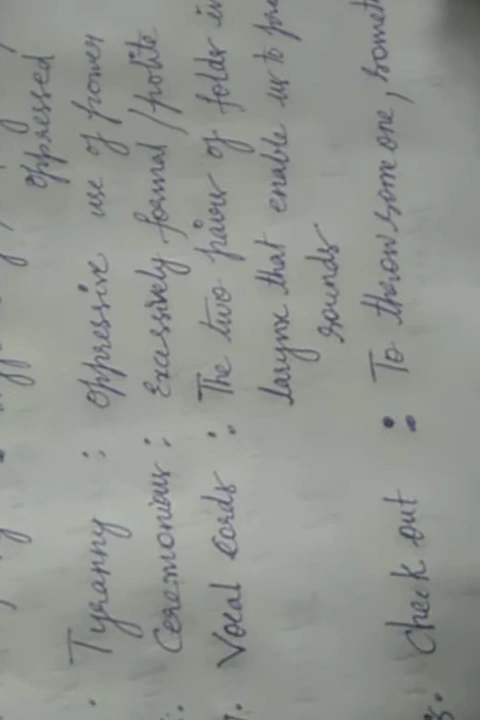 oppressed
Tyranny : oppressive use of power
Ceremonious : Excessively formal / polite
Vocal Cords : The two pairs of folds in
larynx that enable us to
sounds
Check out : To throw some one,